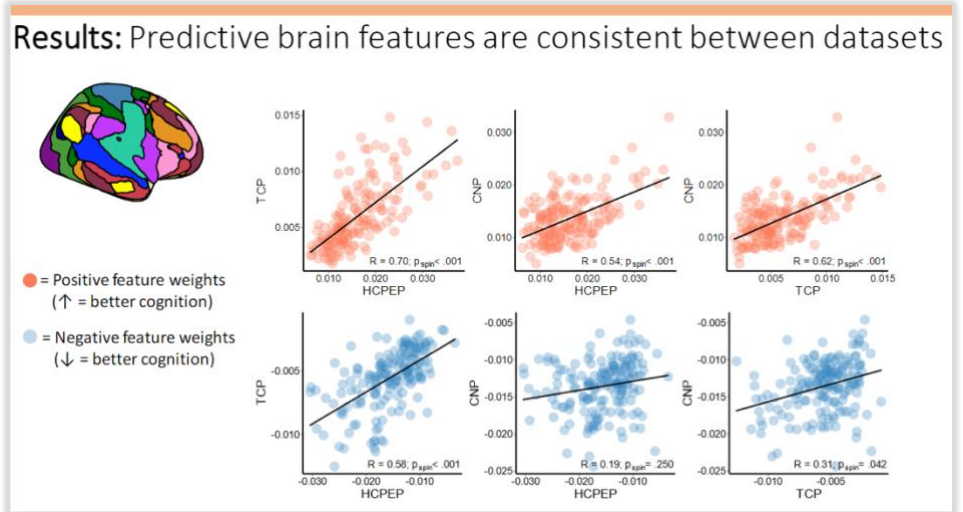 Results: Predictive brain features are consistent between datasets
= Positive feature weights
(↑ = better cognition)
= Negative feature weights
(↓ = better cognition)
TCP
0.015
0.010
0.005
R = 0.70; pspin< .001
0.010 0.020 0.030
HCPEP
CNP
0.030
0.020
0.010
R = 0.54; pspin< .001
0.010 0.020 0.030
HCPEP
CNP
0.030
0.020
0.010
R = 0.62; pspin< .001
0.005 0.010 0.015
TCP
TCP
-0.005
-0.010
R = 0.58; pspin< .001
-0.030 -0.020 -0.010
HCPEP
CNP
-0.005
-0.010
-0.015
-0.020
-0.025
R = 0.19; pspin= .250
-0.030 -0.020 -0.010
HCPEP
CNP
-0.005
-0.010
-0.015
-0.020
-0.025
R = 0.31; pspin= .042
-0.010 -0.005
TCP